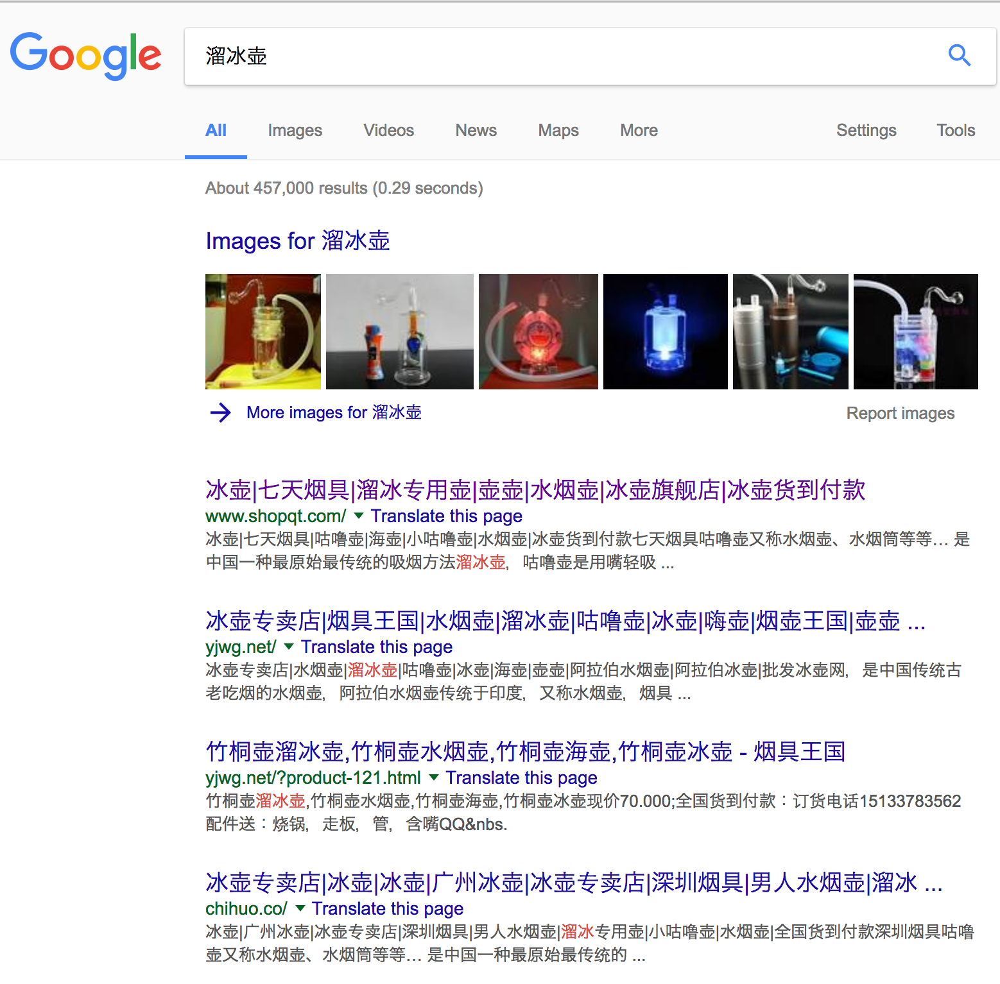 Google
溜冰壶
All Images Videos News Maps More Settings Tools
About 457,000 results (0.29 seconds)
Images for 溜冰壶
More images for 溜冰壶 Report images
冰壶|七天烟具|溜冰专用壶|壶壶|水烟壶|冰壶旗舰店|冰壶货到付款
www.shopqt.com/ Translate this page
冰壶|七天烟具|咕噜壶|海壶|小咕噜壶|水烟壶|冰壶货到付款七天烟具咕噜壶又称水烟壶、水烟筒等等... 是
中国一种最原始最传统的吸烟方法溜冰壶，咕噜壶是用嘴轻吸 ...
冰壶专卖店|烟具王国|水烟壶|溜冰壶|咕噜壶|冰壶|嗨壶|烟壶王国|壶壶 ...
yjwg.net/ Translate this page
冰壶专卖店|水烟壶|溜冰壶|咕噜壶|冰壶|海壶|壶壶|阿拉伯水烟壶|阿拉伯冰壶|批发冰壶网，是中国传统古
老吃烟的水烟壶，阿拉伯水烟壶传统于印度，又称水烟壶，烟具 ...
竹桐壶溜冰壶,竹桐壶水烟壶,竹桐壶海壶,竹桐壶冰壶 - 烟具王国
yjwg.net/?product-121.html Translate this page
竹桐壶溜冰壶,竹桐壶水烟壶,竹桐壶海壶,竹桐壶冰壶现价70.000;全国货到付款：订货电话15133783562
配件送：烧锅，走板，管，含嘴QQ&nbs.
冰壶专卖店|冰壶|冰壶|广州冰壶|冰壶专卖店|深圳烟具|男人水烟壶|溜冰 ...
chihuo.co/ Translate this page
冰壶|广州冰壶|冰壶专卖店|深圳烟具|男人水烟壶|溜冰专用壶|小咕噜壶|水烟壶|全国货到付款深圳烟具咕噜
壶又称水烟壶、水烟筒等等... 是中国一种最原始最传统的 ...